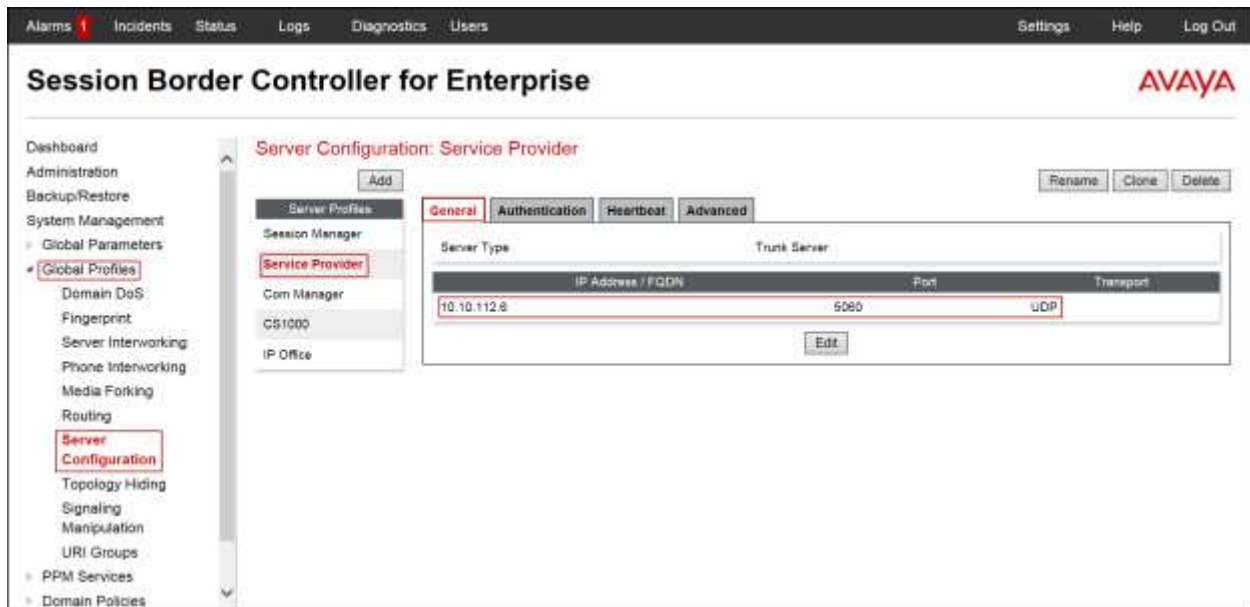 Alarms 1 Incidents Status Logs Diagnostics Users Settings Help Log Out
Session Border Controller for Enterprise
AVAYA
Dashboard
Administration
Backup/Restore
System Management
Global Parameters
Global Profiles
Domain DoS
Fingerprint
Server Interworking
Phone Interworking
Media Forking
Routing
Server
Configuration
Topology Hiding
Signaling
Manipulation
URI Groups
PPM Services
Domain Policies
Server Configuration: Service Provider
Add
Rename Clone Delete
Server Profiles
Session Manager
Service Provider
Com Manager
CS1000
IP Office
General Authentication Heartbeat Advanced
Server Type Trunk Server
IP Address / FQDN Port Transport
10.10.112.6 5060 UDP
Edit